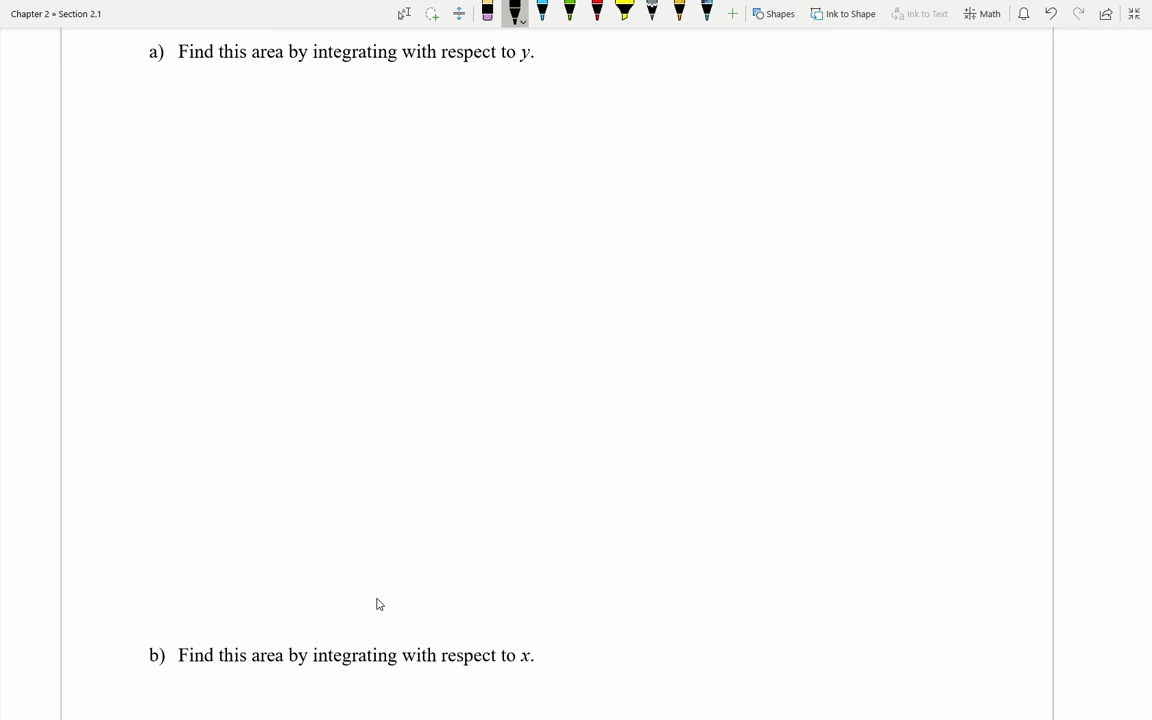 Chapter 2 » Section 2.1
Shapes
Ink to Shape
Ink to Text
Math
a) Find this area by integrating with respect to y.
b) Find this area by integrating with respect to x.